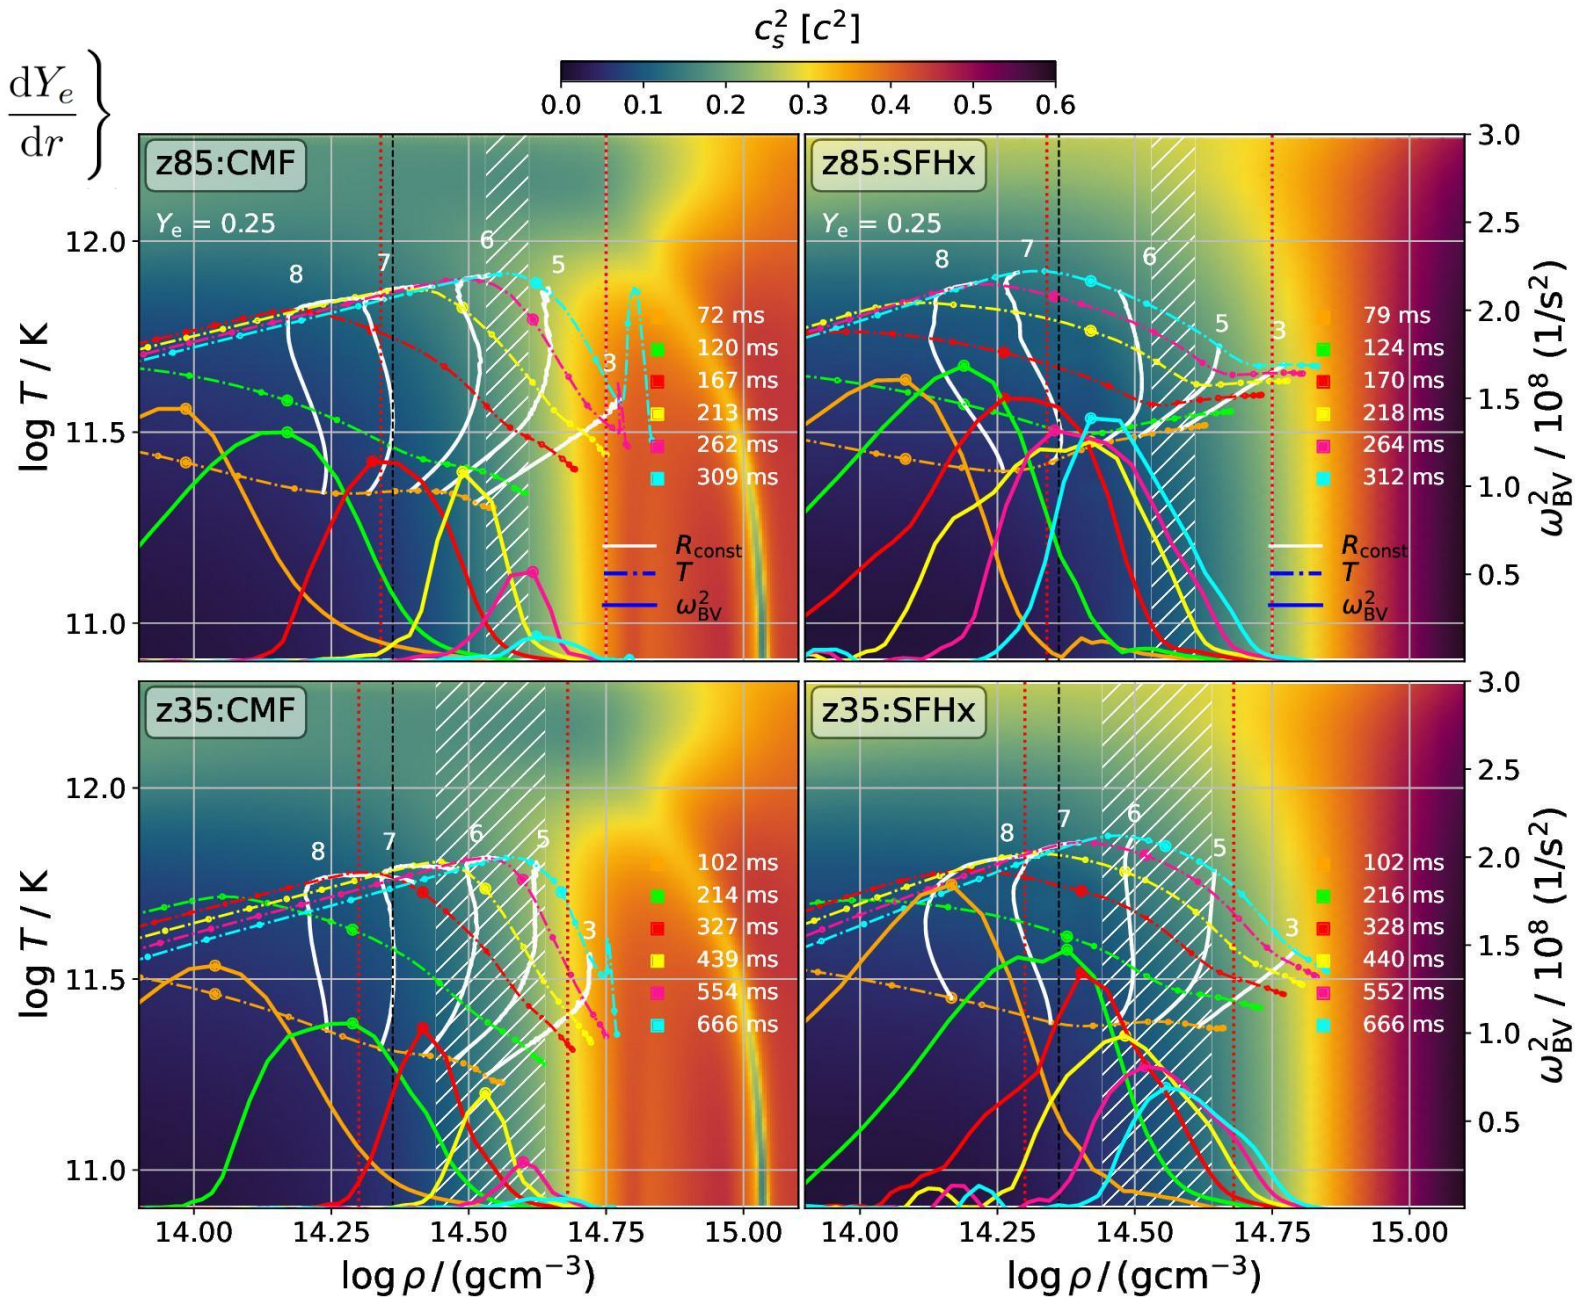 c_s^2 [c^2]
0.0 0.1 0.2 0.3 0.4 0.5 0.6
dY_e
dr
}
z85:CMF
Y_e = 0.25
8
7
6
5
3
72 ms
120 ms
167 ms
213 ms
262 ms
309 ms
R_const
T
ω_BV^2
12.0
11.5
11.0
log T / K
z85:SFHx
Y_e = 0.25
8
7
6
5
3
79 ms
124 ms
170 ms
218 ms
264 ms
312 ms
R_const
T
ω_BV^2
3.0
2.5
2.0
1.5
1.0
0.5
ω_BV^2 / 10^8 (1/s^2)
z35:CMF
8
7
6
5
3
102 ms
214 ms
327 ms
439 ms
554 ms
666 ms
12.0
11.5
11.0
log T / K
14.00 14.25 14.50 14.75 15.00
log ρ / (gcm^−3)
z35:SFHx
8
7
6
5
3
102 ms
216 ms
328 ms
440 ms
552 ms
666 ms
3.0
2.5
2.0
1.5
1.0
0.5
ω_BV^2 / 10^8 (1/s^2)
14.00 14.25 14.50 14.75 15.00
log ρ / (gcm^−3)